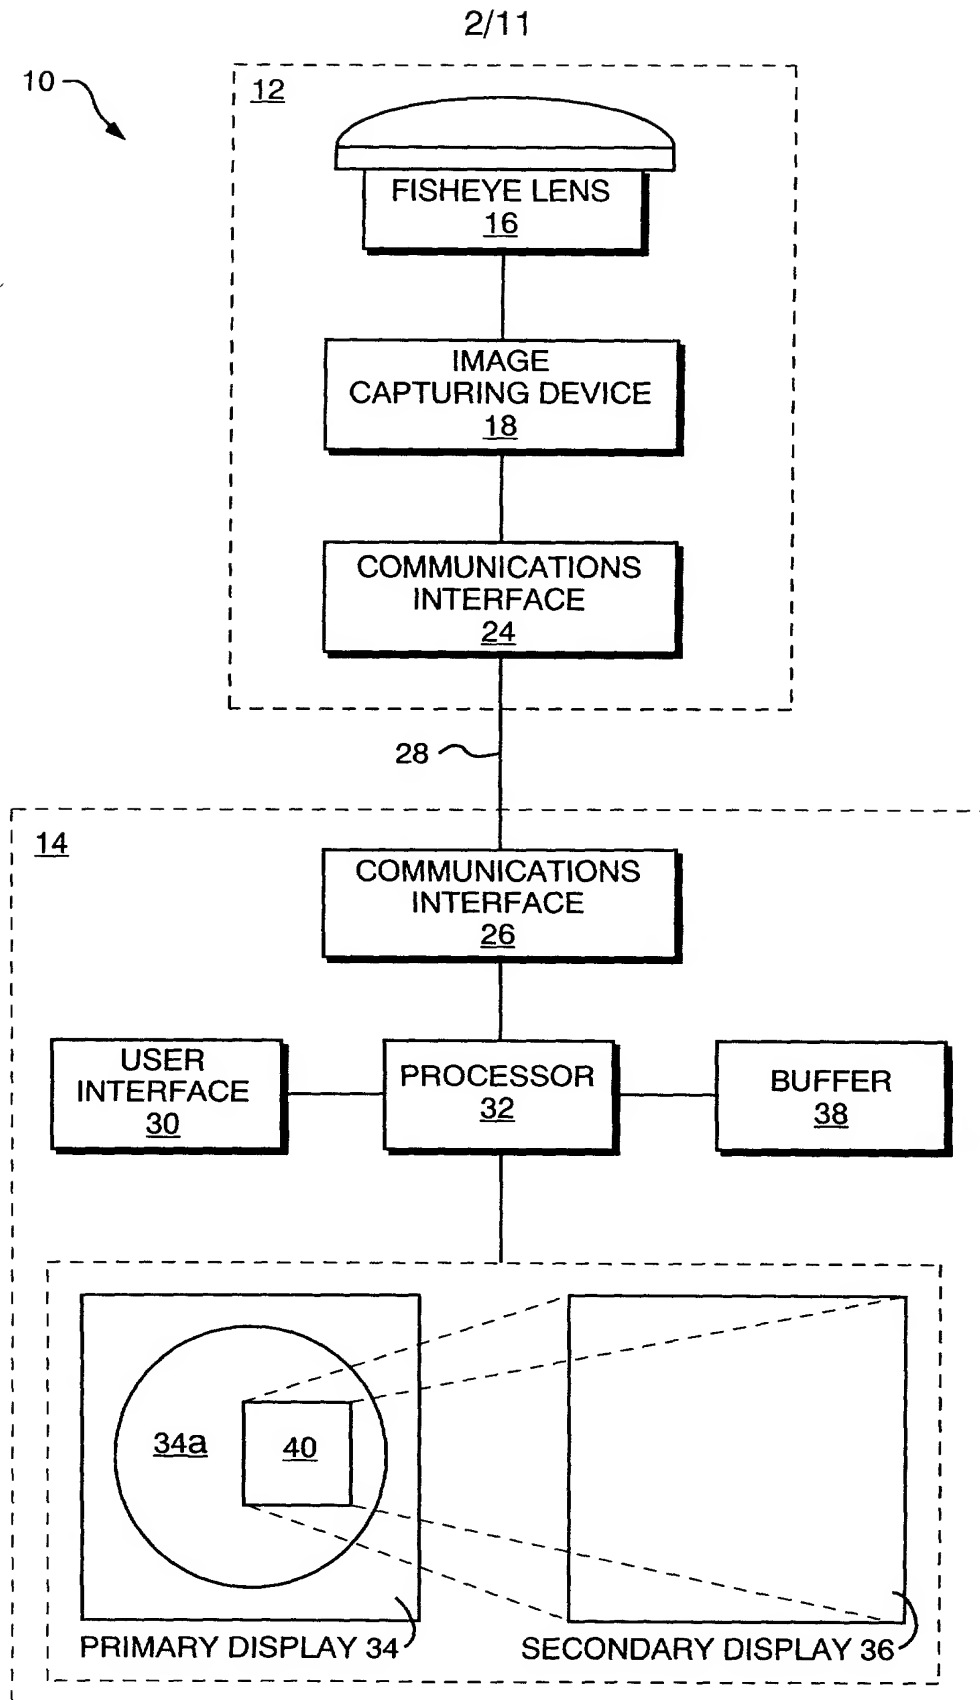 2/11
10
12
FISHEYE LENS
16
IMAGE
CAPTURING DEVICE
18
COMMUNICATIONS
INTERFACE
24
28
14
COMMUNICATIONS
INTERFACE
26
USER
INTERFACE
30
PROCESSOR
32
BUFFER
38
34a
40
PRIMARY DISPLAY 34
SECONDARY DISPLAY 36